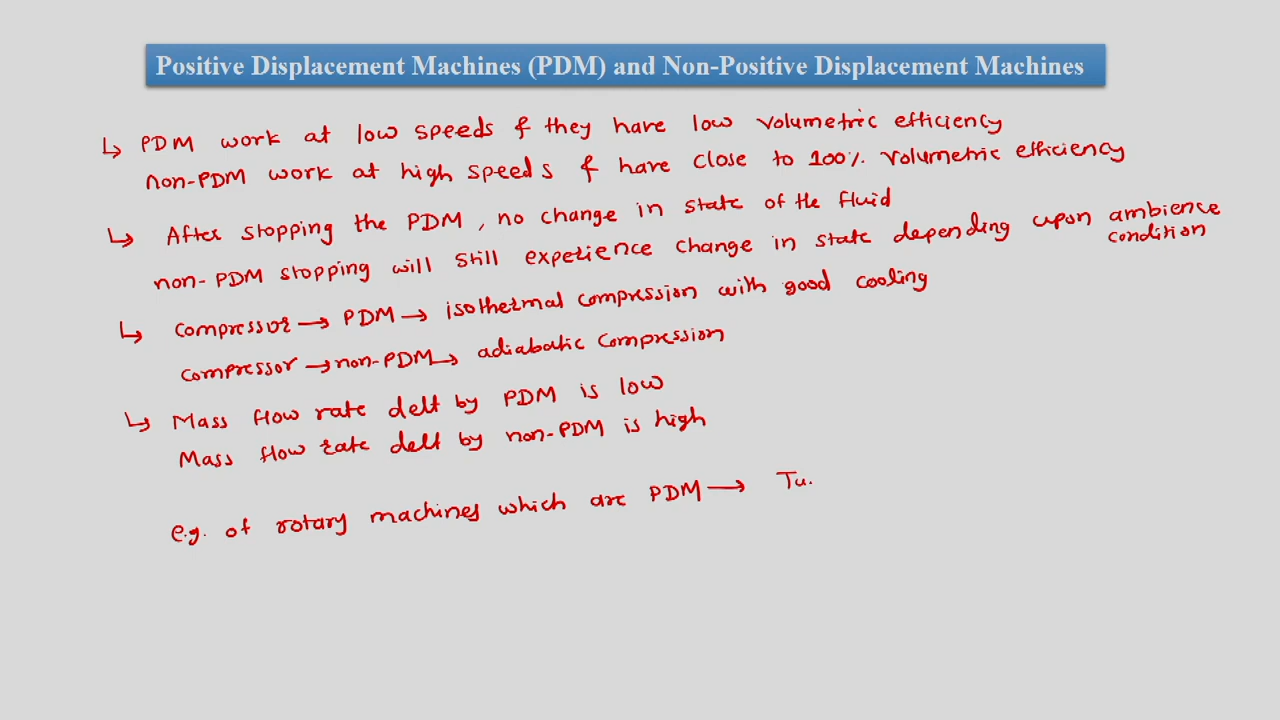 Positive Displacement Machines (PDM) and Non-Positive Displacement Machines
↳ PDM work at low speeds & they have low volumetric efficiency
non-PDM work at high speeds & have close to 100% volumetric efficiency
↳ After stopping the PDM, no change in state of the fluid
non-PDM stopping will still experience change in state depending upon ambience
condition
↳ compressor → PDM → isothermal compression with good cooling
compressor → non-PDM → adiabatic compression
↳ Mass flow rate delt by PDM is low
Mass flow rate delt by non-PDM is high
e.g. of rotary machines which are PDM → Tu.